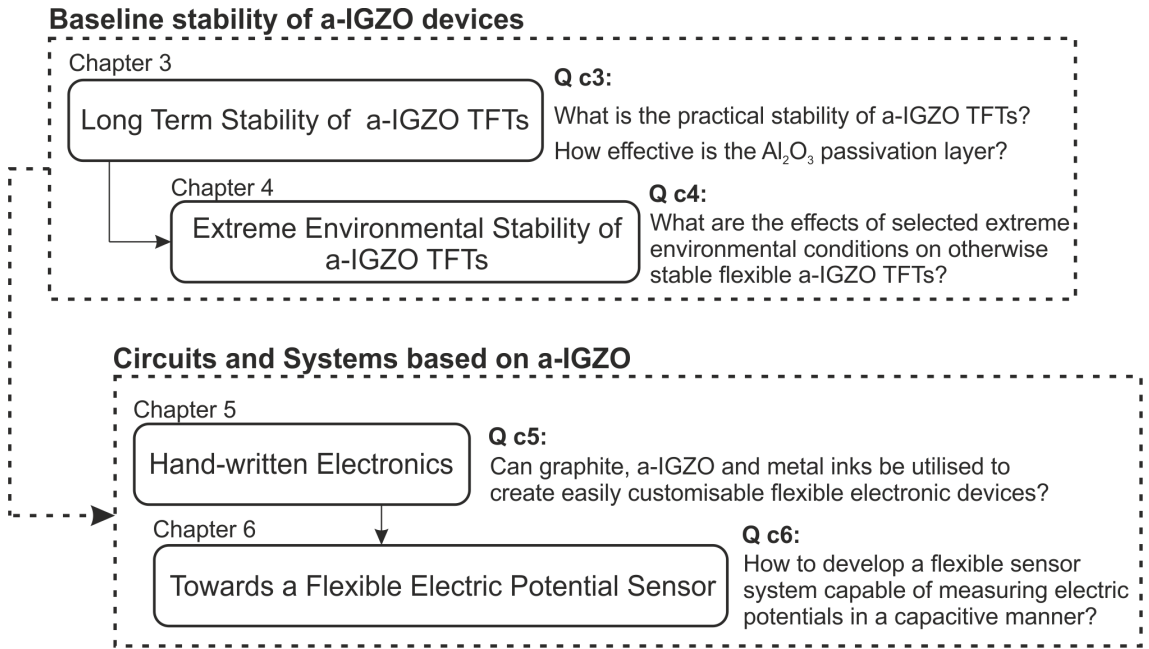 Baseline stability of a-IGZO devices
Chapter 3
Long Term Stability of a-IGZO TFTs
Q c3:
What is the practical stability of a-IGZO TFTs?
How effective is the Al₂O₃ passivation layer?
Chapter 4
Extreme Environmental Stability of
a-IGZO TFTs
Q c4:
What are the effects of selected extreme
environmental conditions on otherwise
stable flexible a-IGZO TFTs?
Circuits and Systems based on a-IGZO
Chapter 5
Hand-written Electronics
Q c5:
Can graphite, a-IGZO and metal inks be utilised to
create easily customisable flexible electronic devices?
Chapter 6
Towards a Flexible Electric Potential Sensor
Q c6:
How to develop a flexible sensor
system capable of measuring electric
potentials in a capacitive manner?